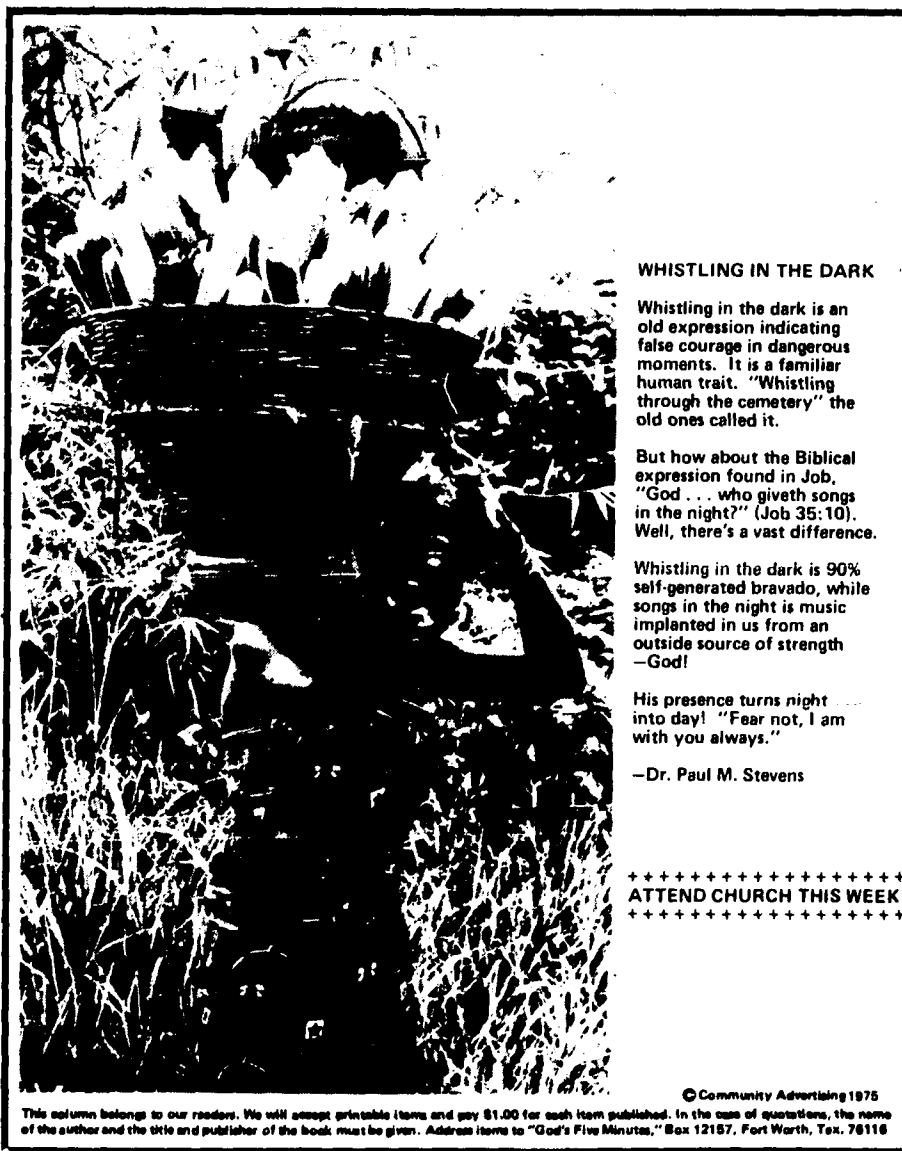 WHISTLING IN THE DARK
Whistling in the dark is an
old expression indicating
false courage in dangerous
moments. It is a familiar
human trait. "Whistling
through the cemetery" the
old ones called it.
But how about the Biblical
expression found in Job,
"God . . . who giveth songs
in the night?" (Job 35:10).
Well, there's a vast difference.
Whistling in the dark is 90%
self-generated bravado, while
songs in the night is music
implanted in us from an
outside source of strength
—God!
His presence turns night
into day! "Fear not, I am
with you always."
—Dr. Paul M. Stevens
+ + + + + + + + + + + + + + + + + +
ATTEND CHURCH THIS WEEK
+ + + + + + + + + + + + + + + + + +
© Community Advertising 1975
This column belongs to our readers. We will accept printable items and pay $1.00 for each item published. In the case of quotations, the name
of the author and the title and publisher of the book must be given. Address items to "God's Five Minutes," Box 12157, Fort Worth, Tex. 76116